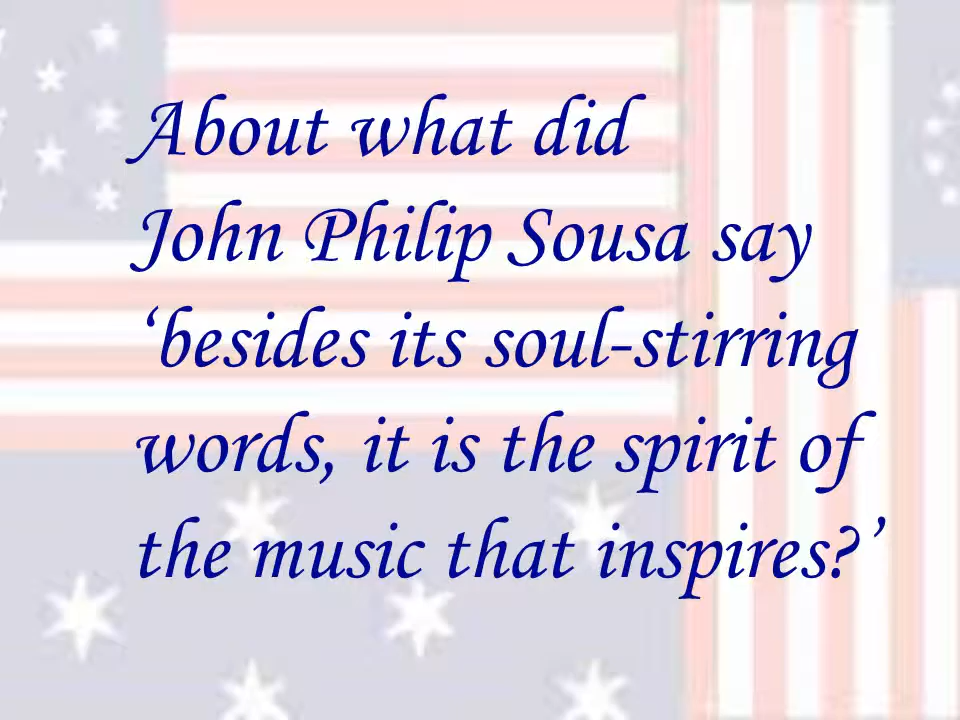 About what did
John Philip Sousa say
‘besides its soul-stirring
words, it is the spirit of
the music that inspires?’